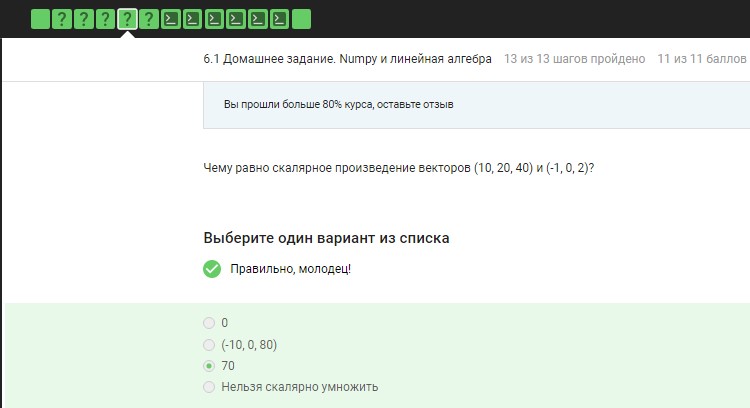 ? ? ? ? ?
6.1 Домашнее задание. Numpy и линейная алгебра 13 из 13 шагов пройдено 11 из 11 баллов
Вы прошли больше 80% курса, оставьте отзыв
Чему равно скалярное произведение векторов (10, 20, 40) и (-1, 0, 2)?
Выберите один вариант из списка
Правильно, молодец!
0
(-10, 0, 80)
70
Нельзя скалярно умножить